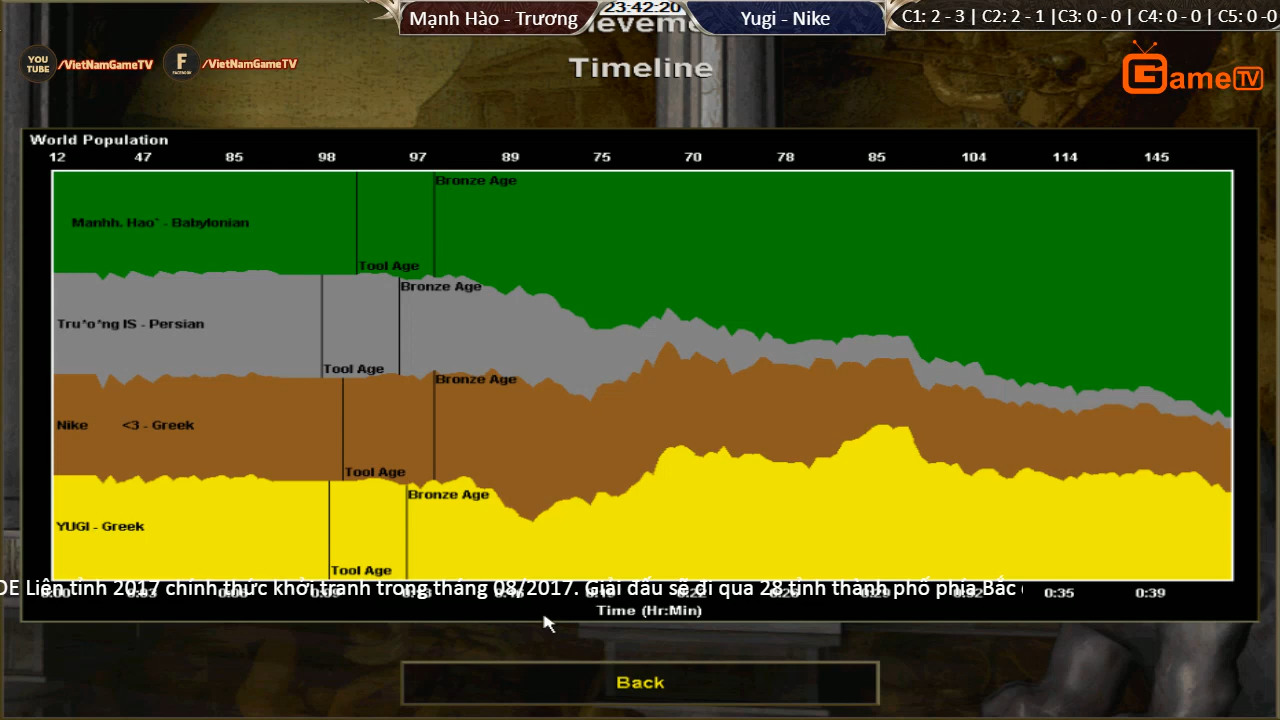 23:42:20
Mạnh Hào - Trương
Yugi - Nike
C1: 2 - 3 | C2: 2 - 1 |C3: 0 - 0 | C4: 0 - 0 | C5: 0 -0
YOU TUBE /VietNamGameTV
F FACEBOOK /VietNamGameTV
GameTV
Timeline
World Population
12 47 85 98 97 89 75 70 78 85 104 114 145
Bronze Age
Manhh. Hao` - Babylonian
Tool Age
Bronze Age
Tru*o*ng IS - Persian
Tool Age
Bronze Age
Nike <3 - Greek
Tool Age
Bronze Age
YUGI - Greek
Tool Age
Liên tỉnh 2017 chính thức khởi tranh trong tháng 08/2017. Giải đấu sẽ đi qua 28 tỉnh thành phố phía Bắc
0:35 0:39
Time (Hr:Min)
Back